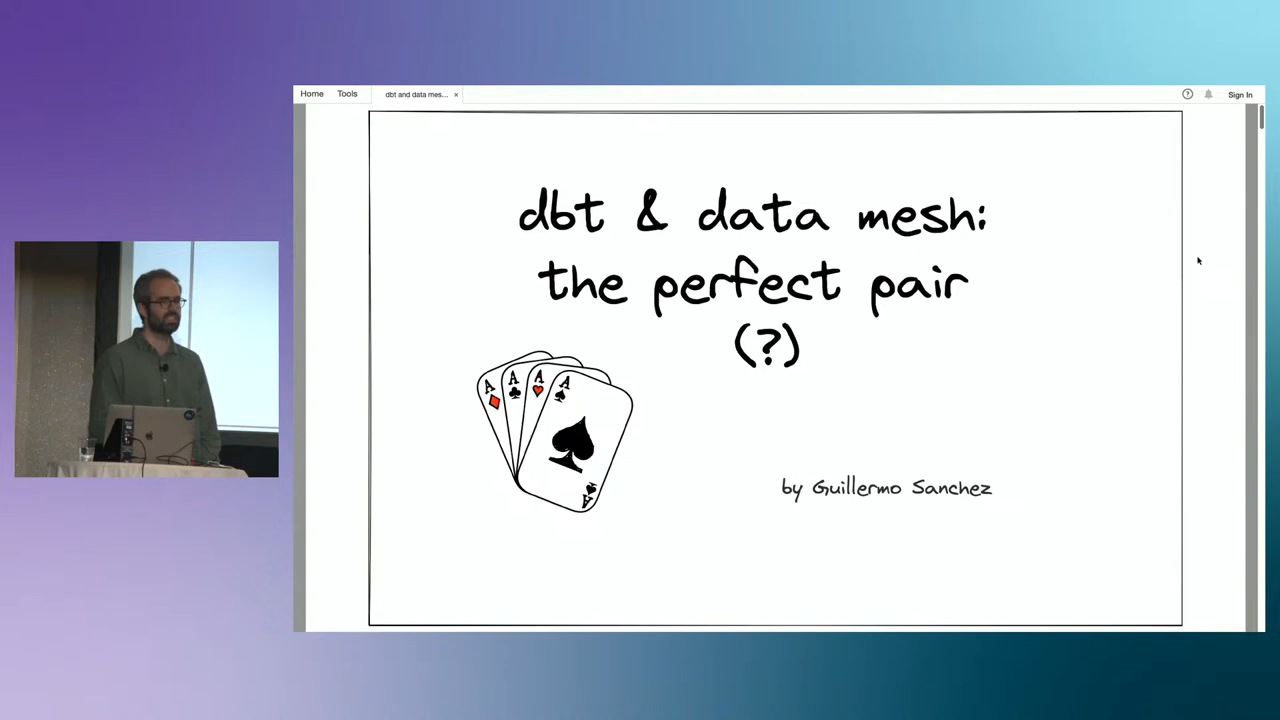 Home Tools dbt and data mes... × ? Sign In
dbt & data mesh:
the perfect pair
(?)
A A A A
A
by Guillermo Sanchez